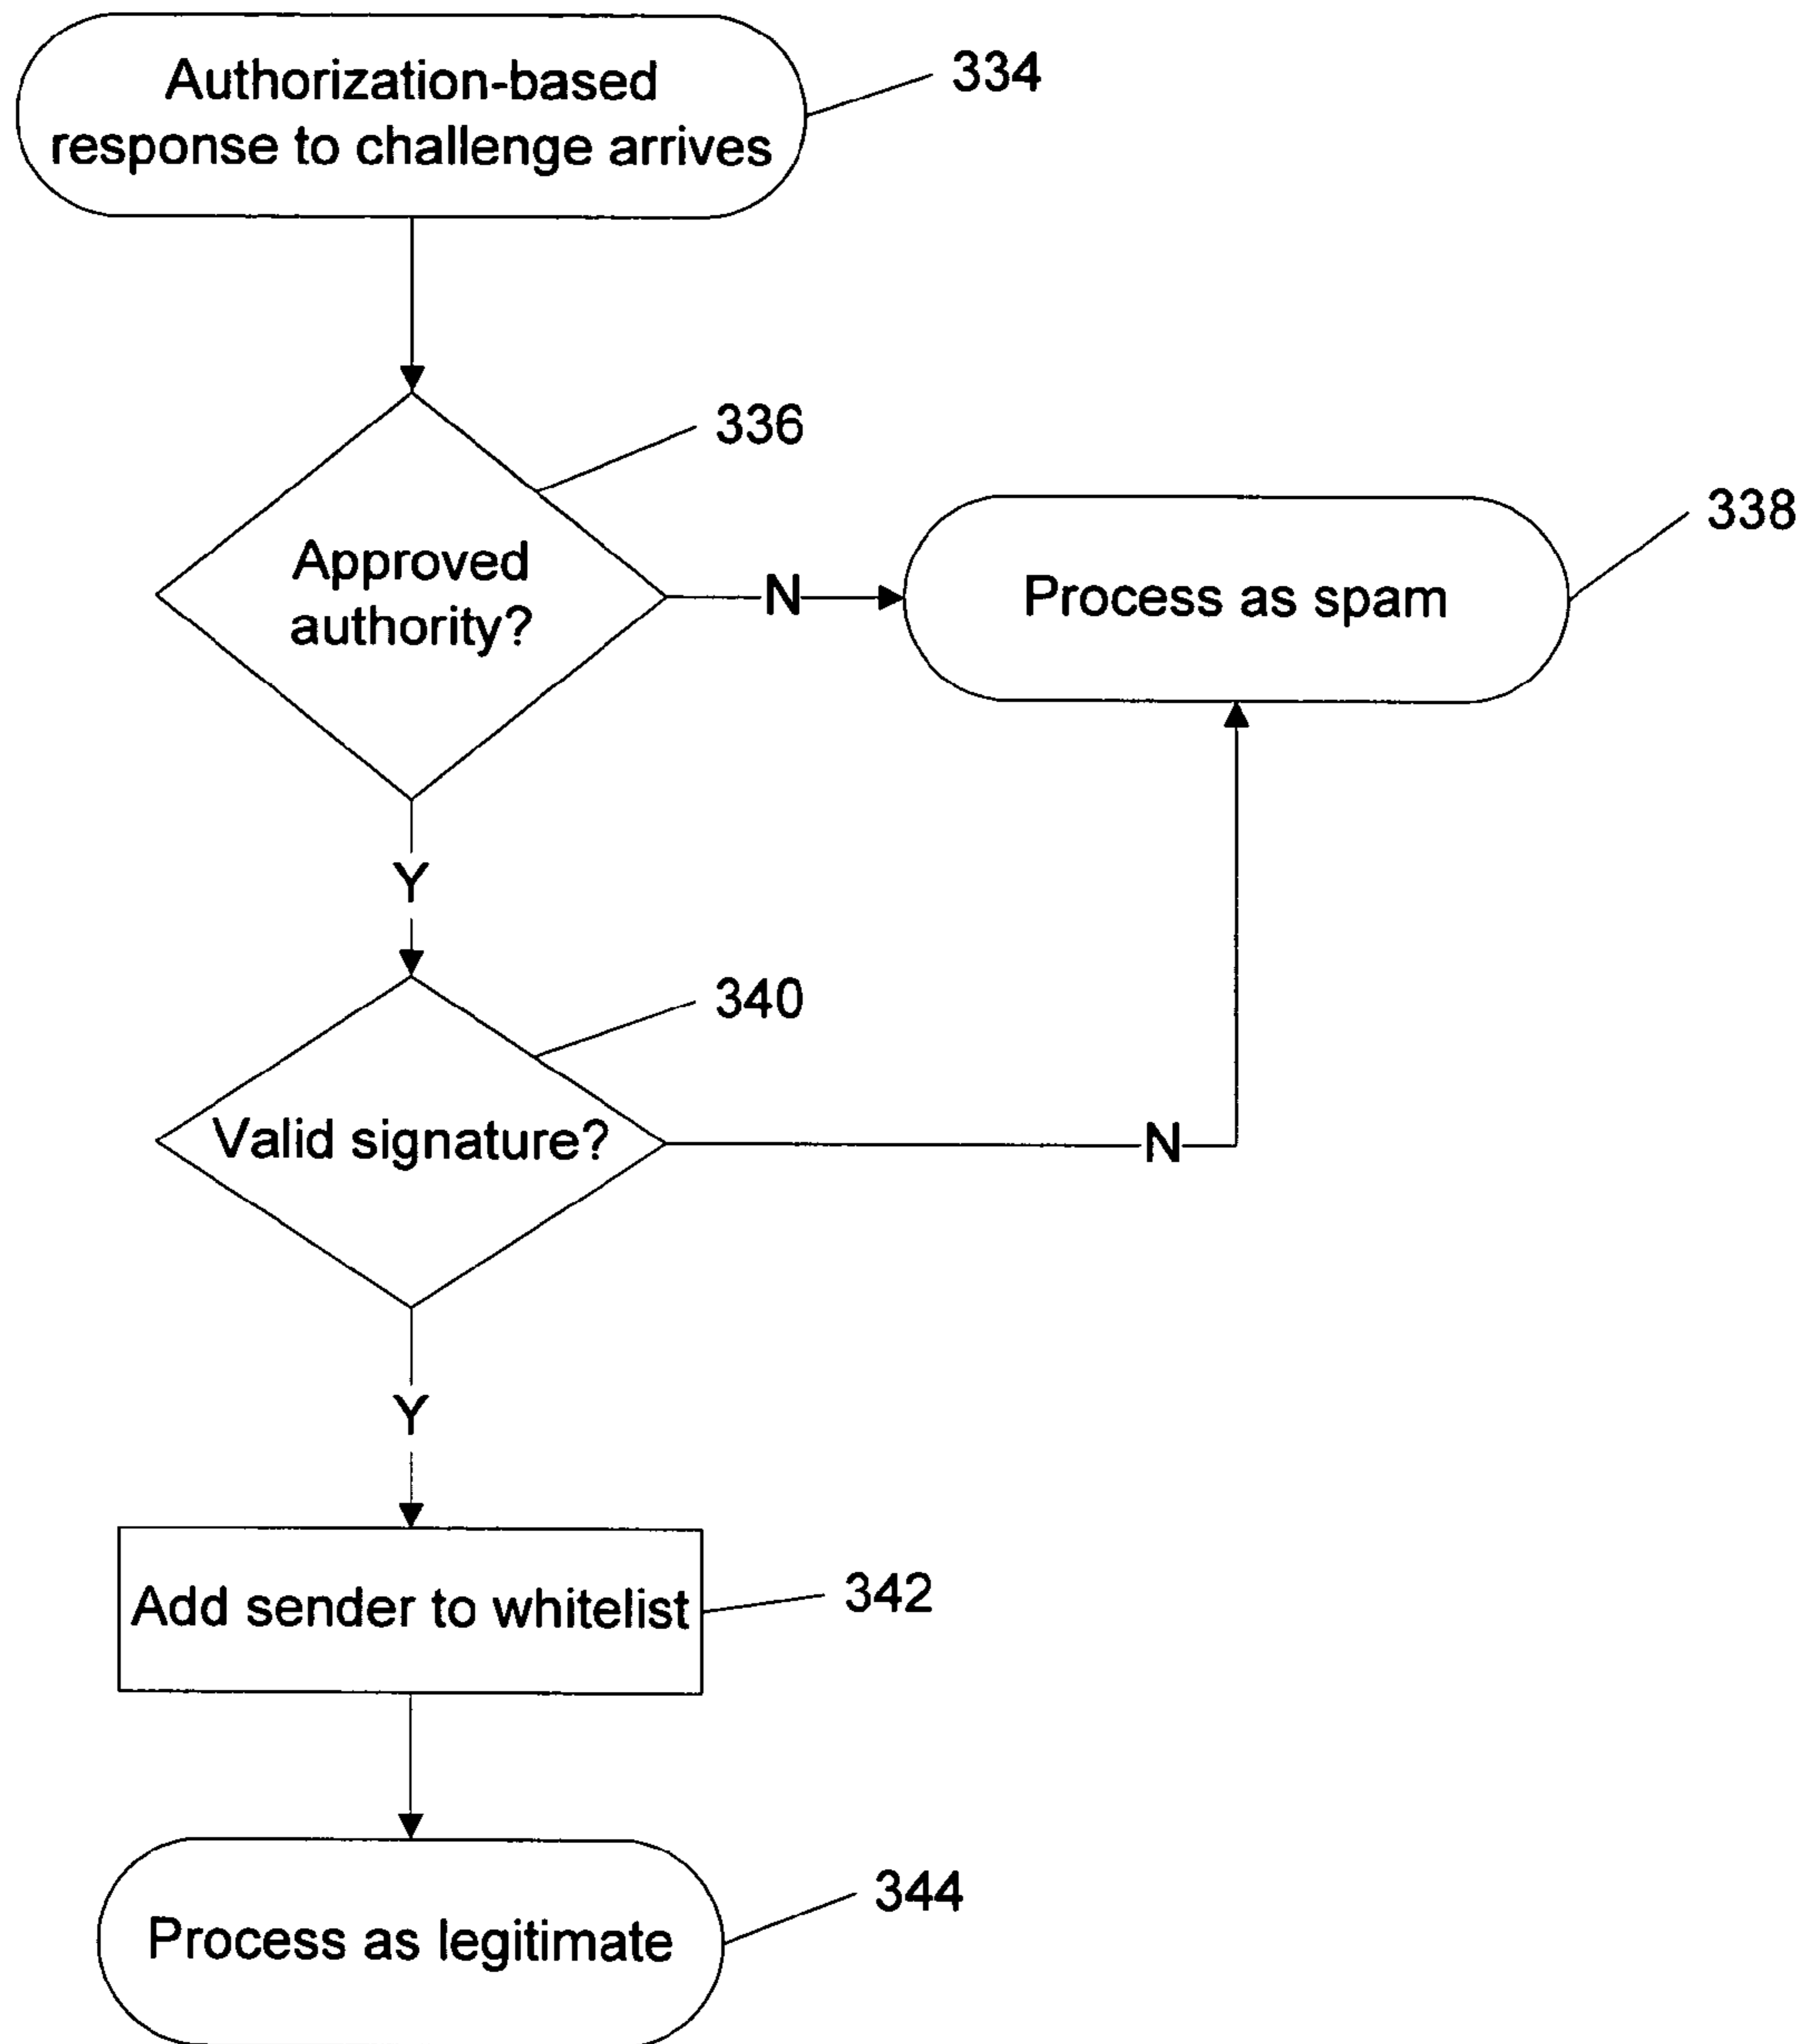 Authorization-based
response to challenge arrives
334
336
Approved
authority?
N
338
Process as spam
Y
340
Valid signature?
N
Y
Add sender to whitelist
342
344
Process as legitimate